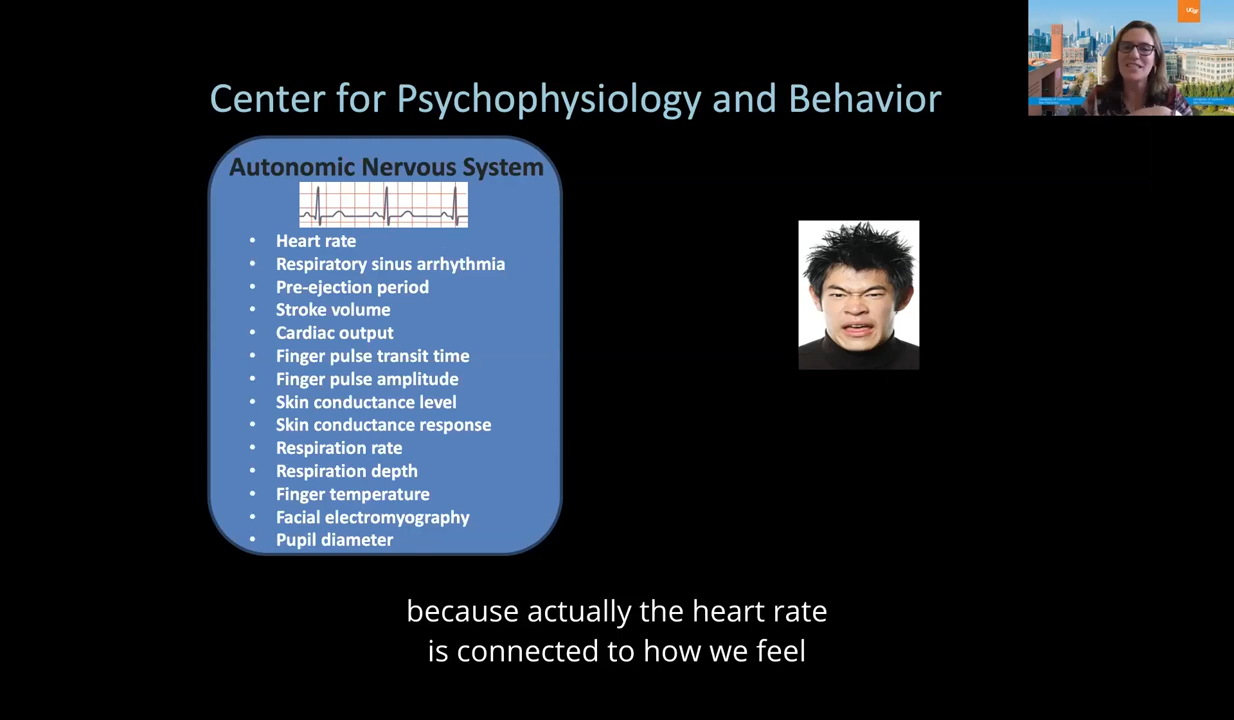 UCSF
Center for Psychophysiology and Behavior
Autonomic Nervous System
• Heart rate
• Respiratory sinus arrhythmia
• Pre-ejection period
• Stroke volume
• Cardiac output
• Finger pulse transit time
• Finger pulse amplitude
• Skin conductance level
• Skin conductance response
• Respiration rate
• Respiration depth
• Finger temperature
• Facial electromyography
• Pupil diameter
because actually the heart rate
is connected to how we feel